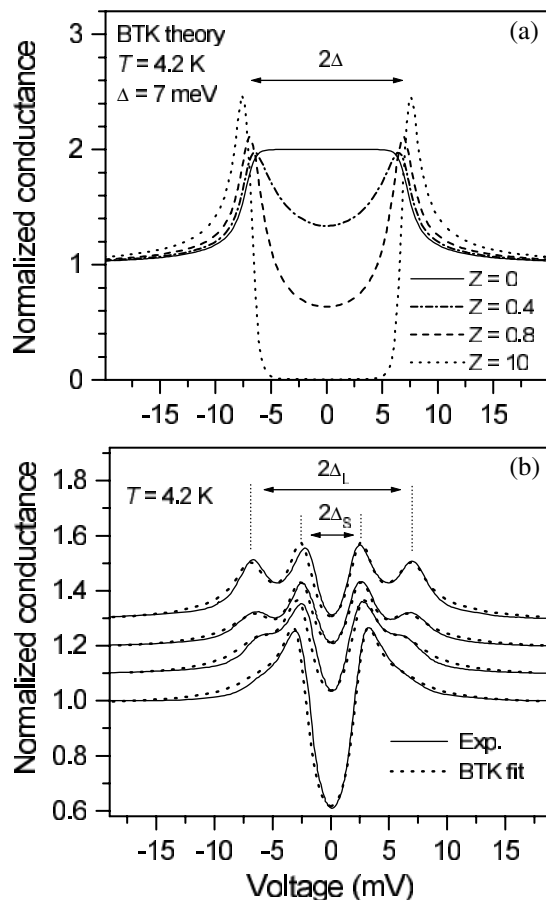 (a)
BTK theory
T = 4.2 K
Δ = 7 meV
2Δ
Normalized conductance
3
2
1
0
Z = 0
Z = 0.4
Z = 0.8
Z = 10
-15 -10 -5 0 5 10 15
(b)
T = 4.2 K
2Δ_L
2Δ_S
Normalized conductance
1.8
1.6
1.4
1.2
1.0
0.8
0.6
Exp.
BTK fit
-15 -10 -5 0 5 10 15
Voltage (mV)